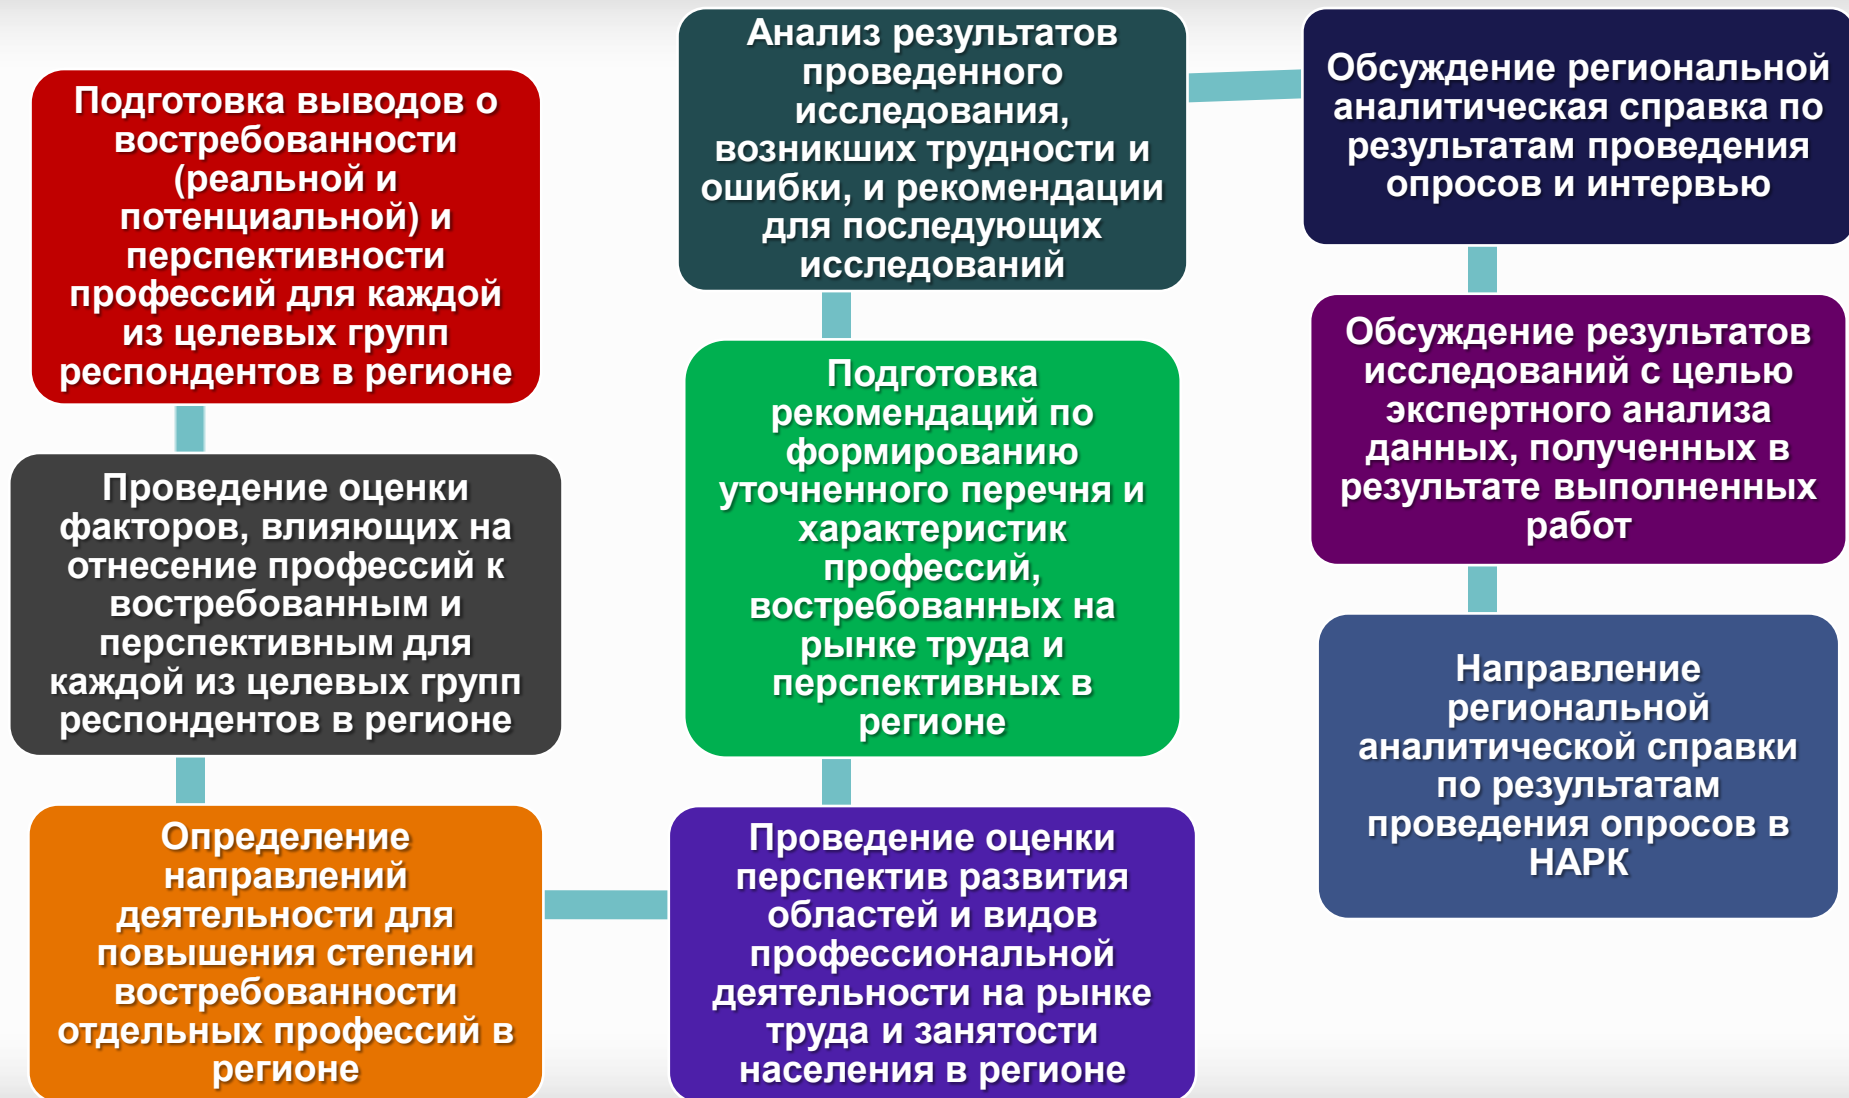 Подготовка выводов о
востребованности
(реальной и
потенциальной) и
перспективности
профессий для каждой
из целевых групп
респондентов в регионе
Проведение оценки
факторов, влияющих на
отнесение профессий к
востребованным и
перспективным для
каждой из целевых групп
респондентов в регионе
Определение
направлений
деятельности для
повышения степени
востребованности
отдельных профессий в
регионе
Проведение оценки
перспектив развития
областей и видов
профессиональной
деятельности на рынке
труда и занятости
населения в регионе
Подготовка
рекомендаций по
формированию
уточненного перечня и
характеристик
профессий,
востребованных на
рынке труда и
перспективных в
регионе
Анализ результатов
проведенного
исследования,
возникших трудности и
ошибки, и рекомендации
для последующих
исследований
Обсуждение региональной
аналитическая справка по
результатам проведения
опросов и интервью
Обсуждение результатов
исследований с целью
экспертного анализа
данных, полученных в
результате выполненных
работ
Направление
региональной
аналитической справки
по результатам
проведения опросов в
НАРК